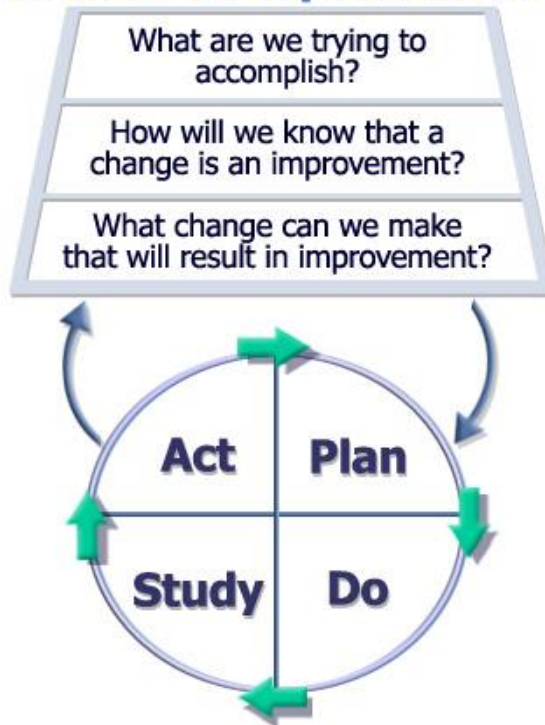 What are we trying to
accomplish?
How will we know that a
change is an improvement?
What change can we make
that will result in improvement?
Act Plan
Study Do